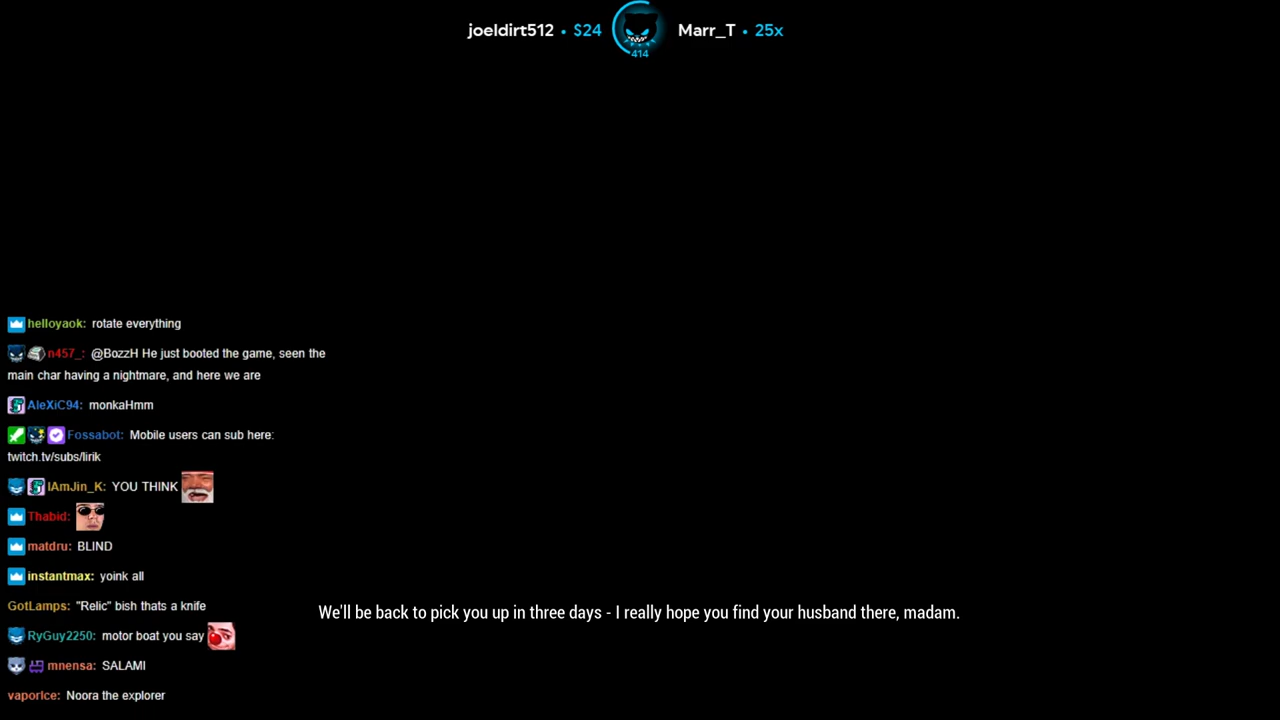 joeldirt512 • $24
414
Marr_T • 25x
helloyaok: rotate everything
n457_: @BozzH He just booted the game, seen the
main char having a nightmare, and here we are
AleXiC94: monkaHmm
Fossabot: Mobile users can sub here:
twitch.tv/subs/lirik
IAmJin_K: YOU THINK
Thabid:
matdru: BLIND
instantmax: yoink all
GotLamps: "Relic" bish thats a knife
RyGuy2250: motor boat you say
mnensa: SALAMI
vaporIce: Noora the explorer
We'll be back to pick you up in three days - I really hope you find your husband there, madam.